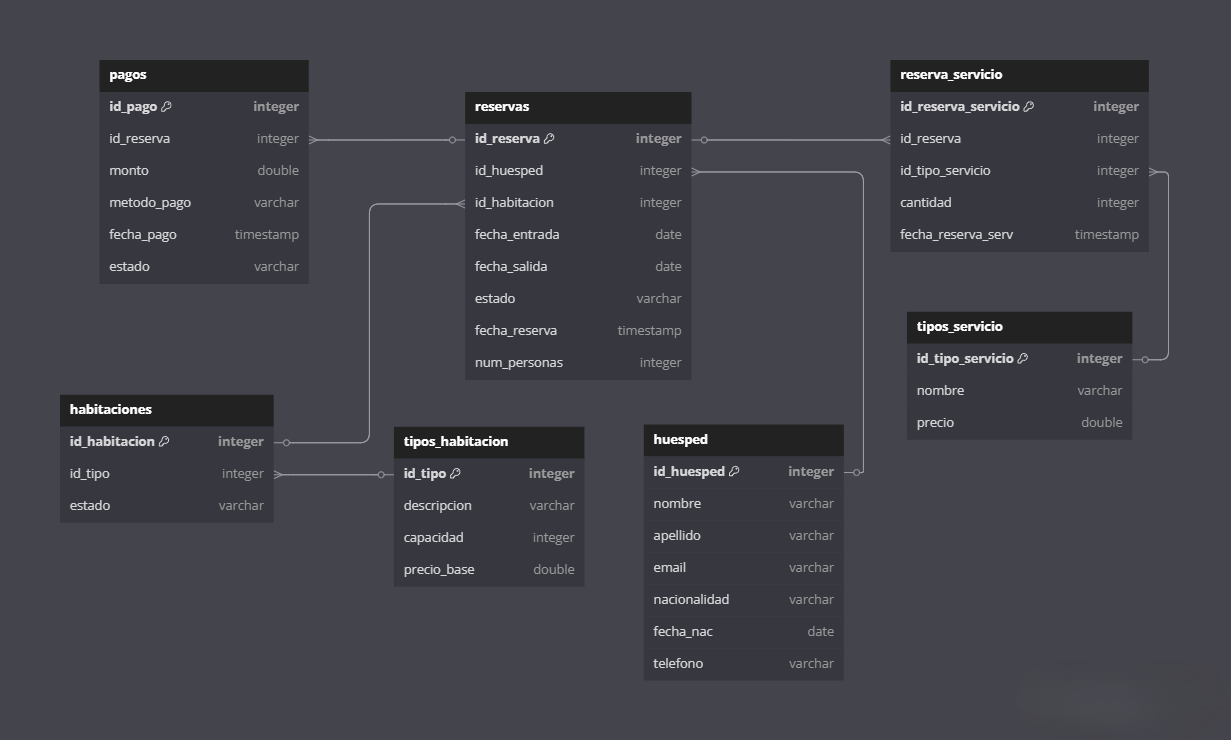 pagos
id_pago integer
id_reserva integer
monto double
metodo_pago varchar
fecha_pago timestamp
estado varchar
reservas
id_reserva integer
id_huesped integer
id_habitacion integer
fecha_entrada date
fecha_salida date
estado varchar
fecha_reserva timestamp
num_personas integer
reserva_servicio
id_reserva_servicio integer
id_reserva integer
id_tipo_servicio integer
cantidad integer
fecha_reserva_serv timestamp
tipos_servicio
id_tipo_servicio integer
nombre varchar
precio double
habitaciones
id_habitacion integer
id_tipo integer
estado varchar
tipos_habitacion
id_tipo integer
descripcion varchar
capacidad integer
precio_base double
huesped
id_huesped integer
nombre varchar
apellido varchar
email varchar
nacionalidad varchar
fecha_nac date
telefono varchar